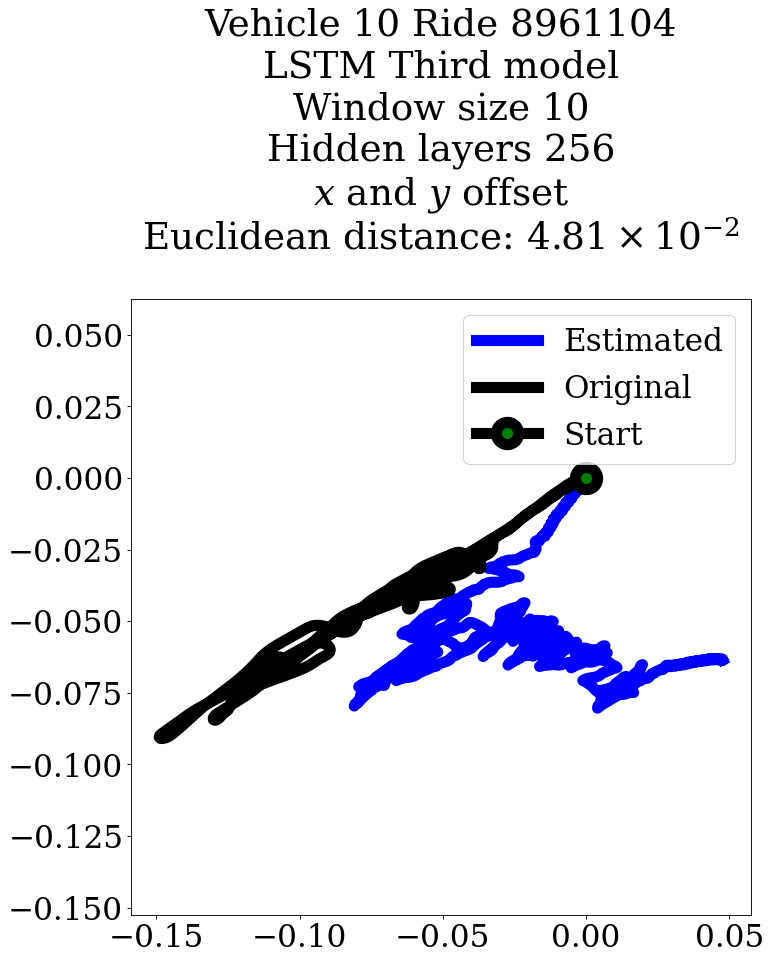 Vehicle 10 Ride 8961104
LSTM Third model
Window size 10
Hidden layers 256
x and y offset
Euclidean distance: 4.81 × 10⁻²
Estimated
Original
Start
0.050
0.025
0.000
−0.025
−0.050
−0.075
−0.100
−0.125
−0.150
−0.15 −0.10 −0.05 0.00 0.05